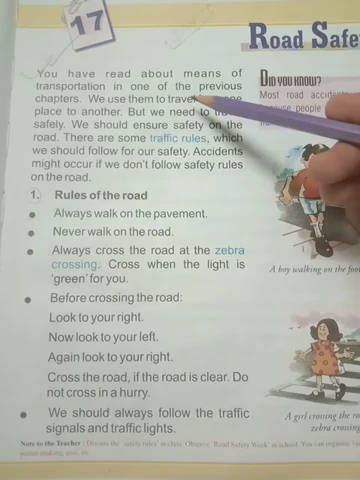 17
Road Safe
You have read about means of
transportation in one of the previous
chapters. We use them to travel
place to another. But we need to
safely. We should ensure safety on the
road. There are some traffic rules, which
we should follow for our safety. Accidents
might occur if we don't follow safety rules
on the road.
DID YOU KNOW?
Most road accidents
people
1. Rules of the road
Always walk on the pavement.
Never walk on the road.
Always cross the road at the zebra
crossing. Cross when the light is
'green' for you.
Before crossing the road:
Look to your right.
Now look to your left.
Again look to your right.
Cross the road, if the road is clear. Do
not cross in a hurry.
We should always follow the traffic
signals and traffic lights.
A boy walking on the foo
A girl crossing the ro
zebra crossing
Note to the Teacher : Discuss the 'safety rules' in class. Observe 'Road Safety Week' in school. You can organise
poster making, quiz, etc.